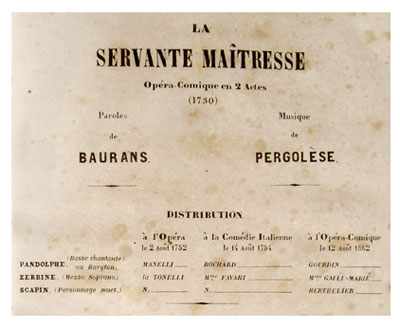 LA
SERVANTE MAÎTRESSE
Opéra-Comique en 2 Actes
(1730)
Paroles Musique
de de
BAURANS. PERGOLÈSE.
DISTRIBUTION
à l'Opéra à la Comédie Italienne à l'Opéra-Comique
le 2 Août 1752 le 14 Août 1754 le 12 Août 1862
PANDOLPHE. (Basse chantante) ou Baryton. MANELLI ROCHARD GOURDIN
ZERBINE. (Mezzo Soprano.) la TONELLI Mme FAVART Mme GALLI-MARIÉ
SCAPIN. (Personnage muet.) N. N. BERTHELIER